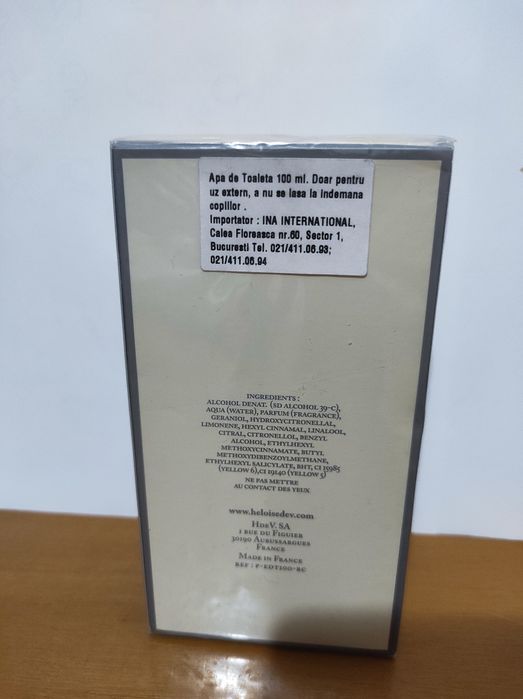 Apa de Toaleta 100 ml. Doar pentru
uz extern, a nu se lasa la indemana
copiilor .
Importator : INA INTERNATIONAL,
Calea Floreasca nr.60, Sector 1,
Bucuresti Tel. 021/411.06.93;
021/411.06.94
INGREDIENTS :
ALCOHOL DENAT. (SD ALCOHOL 39-C),
AQUA (WATER), PARFUM (FRAGRANCE),
GERANIOL, HYDROXYCITRONELLAL,
LIMONENE, HEXYL CINNAMAL, LINALOOL,
CITRAL, CITRONELLOL, BENZYL
ALCOHOL, ETHYLHEXYL
METHOXYCINNAMATE, BUTYL
METHOXYDIBENZOYLMETHANE,
ETHYLHEXYL SALICYLATE, BHT, CI 15985
(YELLOW 6),CI 19140 (YELLOW 5)
NE PAS METTRE
AU CONTACT DES YEUX
www.heloisedev.com
HdeV. SA
1 RUE DU FIGUIER
30190 AUBUSSARGUES
FRANCE
MADE IN FRANCE
REF : P-EDT100-BC